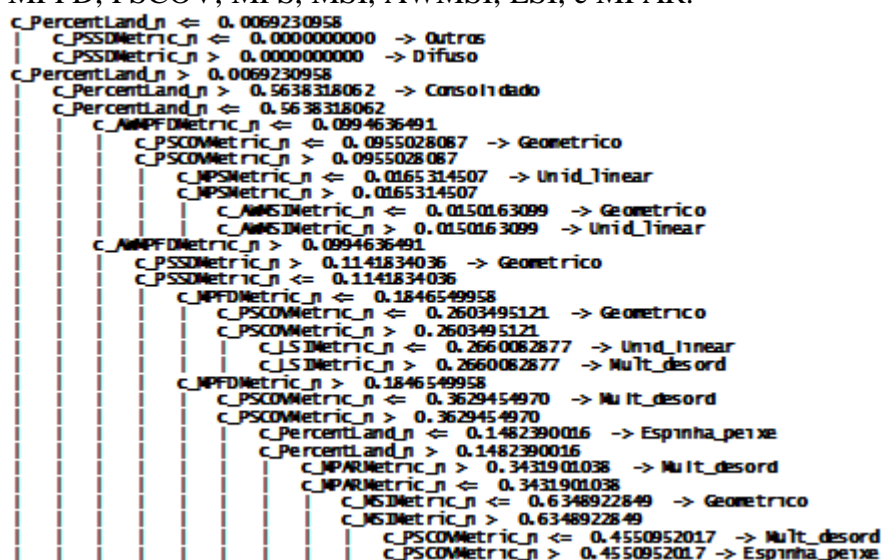 MPFD, PSCOV, MPS, MSI, AWMSI, LSI, e MPAR.
c_PercentLand_n <= 0.0069230958
| c_PSSDMetric_n <= 0.0000000000 -> Outros
| c_PSSDMetric_n > 0.0000000000 -> Difuso
c_PercentLand_n > 0.0069230958
| c_PercentLand_n > 0.5638318062 -> Consolidado
| c_PercentLand_n <= 0.5638318062
| | c_AWMPFDMetric_n <= 0.0994636491
| | | c_PSCOVMetric_n <= 0.0955028087 -> Geometrico
| | | c_PSCOVMetric_n > 0.0955028087
| | | | c_MPSMetric_n <= 0.0165314507 -> Unid_linear
| | | | c_MPSMetric_n > 0.0165314507
| | | | | c_AWMSIMetric_n <= 0.0150163099 -> Geometrico
| | | | | c_AWMSIMetric_n > 0.0150163099 -> Unid_linear
| | c_AWMPFDMetric_n > 0.0994636491
| | | c_PSSDMetric_n > 0.1141834036 -> Geometrico
| | | c_PSSDMetric_n <= 0.1141834036
| | | | c_MPFDMetric_n <= 0.1846549958
| | | | | c_PSCOVMetric_n <= 0.2603495121 -> Geometrico
| | | | | c_PSCOVMetric_n > 0.2603495121
| | | | | | c_LSIMetric_n <= 0.2660082877 -> Unid_linear
| | | | | | c_LSIMetric_n > 0.2660082877 -> Mult_desord
| | | | c_MPFDMetric_n > 0.1846549958
| | | | | c_PSCOVMetric_n <= 0.3629454970 -> Mult_desord
| | | | | c_PSCOVMetric_n > 0.3629454970
| | | | | | c_PercentLand_n <= 0.1482390016 -> Espinha_peixe
| | | | | | c_PercentLand_n > 0.1482390016
| | | | | | | c_MPARMetric_n > 0.3431901038 -> Mult_desord
| | | | | | | c_MPARMetric_n <= 0.3431901038
| | | | | | | | c_MSIMetric_n <= 0.6348922849 -> Geometrico
| | | | | | | | c_MSIMetric_n > 0.6348922849
| | | | | | | | | c_PSCOVMetric_n <= 0.4550952017 -> Mult_desord
| | | | | | | | | c_PSCOVMetric_n > 0.4550952017 -> Espinha_peixe